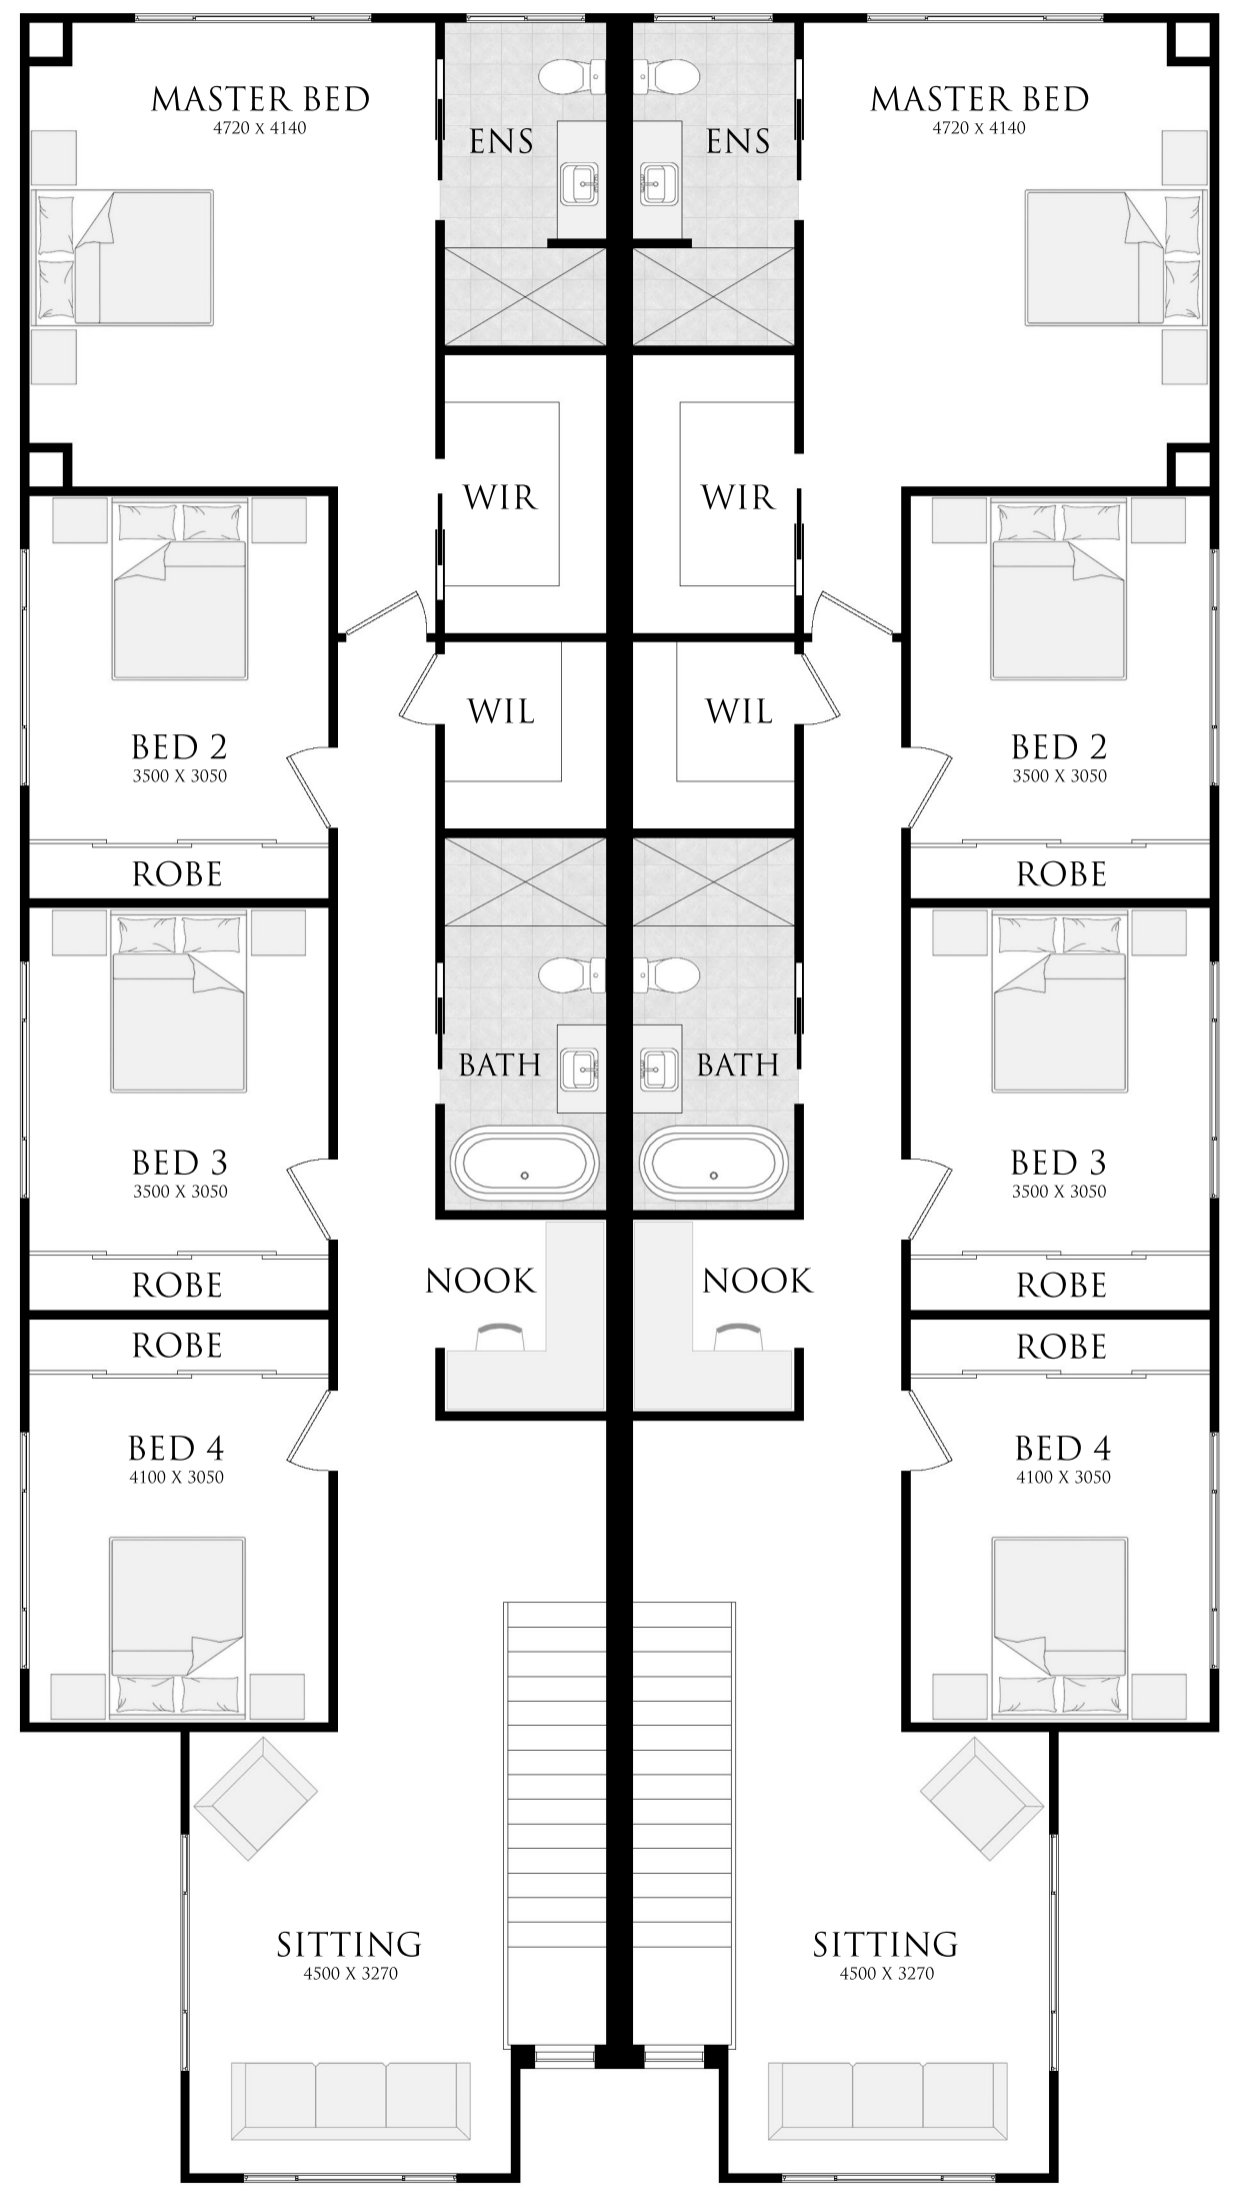 MASTER BED
4720 X 4140
ENS
ENS
MASTER BED
4720 X 4140
WIR
WIR
WIL
WIL
BED 2
3500 X 3050
BED 2
3500 X 3050
ROBE
ROBE
BATH
BATH
BED 3
3500 X 3050
BED 3
3500 X 3050
ROBE
NOOK
NOOK
ROBE
ROBE
ROBE
BED 4
4100 X 3050
BED 4
4100 X 3050
SITTING
4500 X 3270
SITTING
4500 X 3270